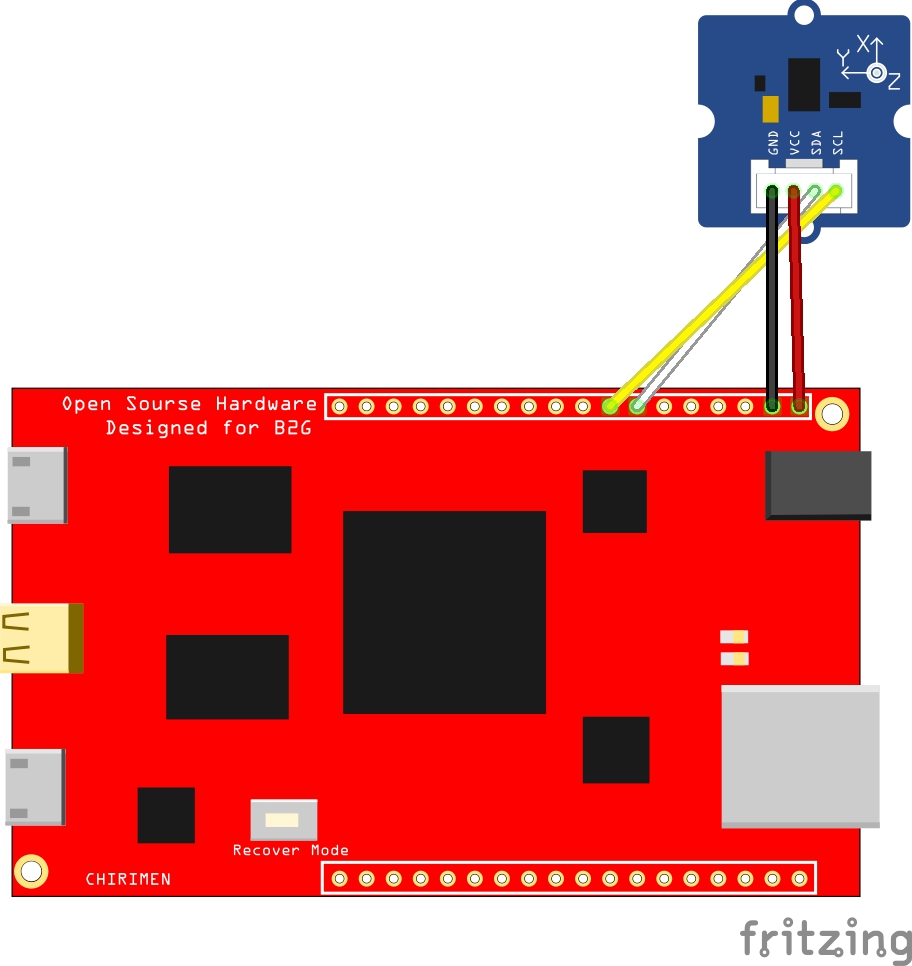 X
Y
Z
GND VCC SDA SCL
Open Sourse Hardware
Designed for B2G
Recover Mode
CHIRIMEN
fritzing